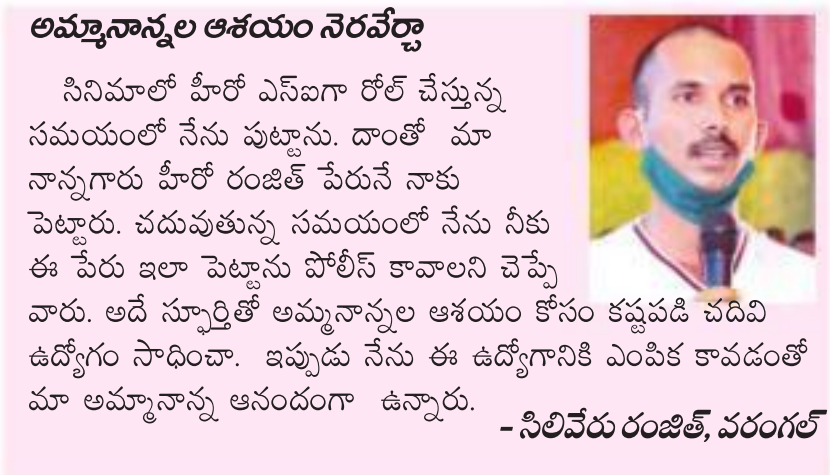 అమ్మానాన్నల ఆశయం నెరవేర్చా
సినిమాలో హీరో ఎస్ఐగా రోల్ చేస్తున్న
సమయంలో నేను పుట్టాను. దాంతో మా
నాన్నగారు హీరో రంజిత్ పేరునే నాకు
పెట్టారు. చదువుతున్న సమయంలో నేను నీకు
ఈ పేరు ఇలా పెట్టాను పోలీస్ కావాలని చెప్పే
వారు. అదే స్ఫూర్తితో అమ్మనాన్నల ఆశయం కోసం కష్టపడి చదివి
ఉద్యోగం సాధించా. ఇప్పుడు నేను ఈ ఉద్యోగానికి ఎంపిక కావడంతో
మా అమ్మానాన్న ఆనందంగా ఉన్నారు.
- సిలివేరు రంజిత్, వరంగల్